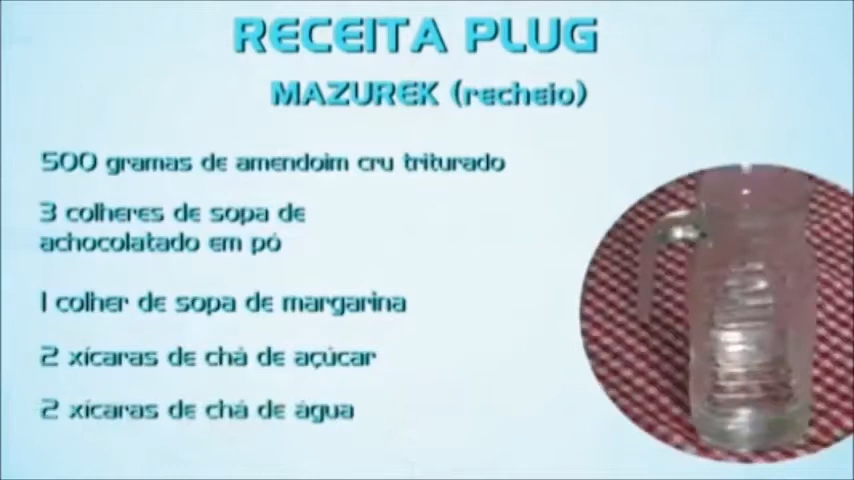 RECEITA PLUG
MAZUREK (recheio)
500 gramas de amendoim cru triturado
3 colheres de sopa de
achocolatado em pó
1 colher de sopa de margarina
2 xícaras de chá de açúcar
2 xícaras de chá de água